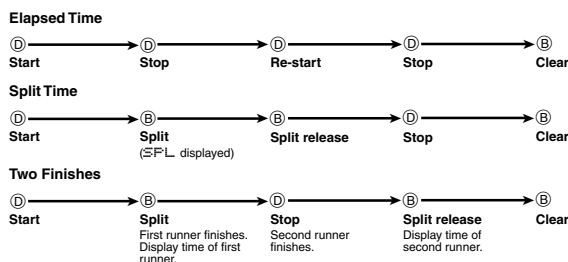 Elapsed Time
Ⓓ Ⓓ Ⓓ Ⓓ Ⓑ
Start Stop Re-start Stop Clear
Split Time
Ⓓ Ⓑ Ⓑ Ⓓ Ⓑ
Start Split Split release Stop Clear
(SPL displayed)
Two Finishes
Ⓓ Ⓑ Ⓓ Ⓑ Ⓑ
Start Split Stop Split release Clear
First runner finishes. Second runner Display time of
Display time of first finishes. second runner.
runner.